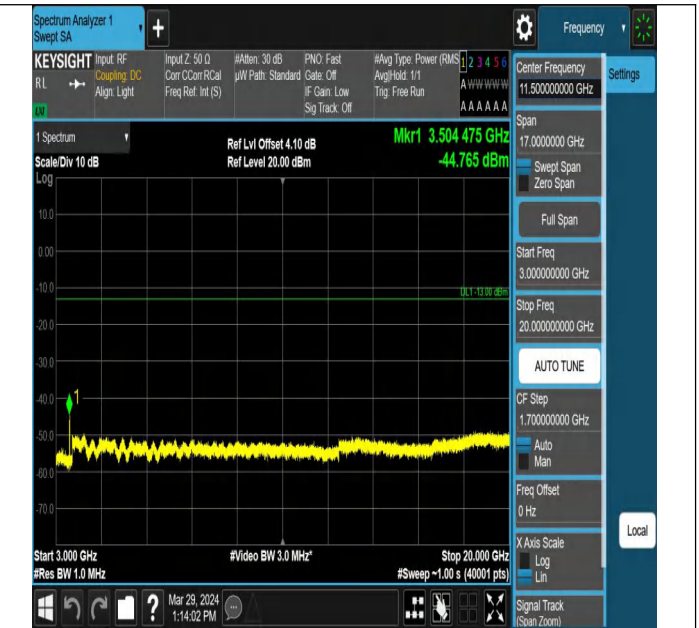 Spectrum Analyzer 1
Swept SA
+
Frequency
KEYSIGHT
RL
Input: RF
Coupling: DC
Align: Light
Input Z: 50 Ω
Corr CCorr RCal
Freq Ref: Int (S)
#Atten: 30 dB
µW Path: Standard
PNO: Fast
Gate: Off
IF Gain: Low
Sig Track: Off
#Avg Type: Power (RMS
Avg|Hold: 1/1
Trig: Free Run
1 2 3 4 5 6
A W W W W W
A A A A A A
1 Spectrum
Scale/Div 10 dB
Log
Ref Lvl Offset 4.10 dB
Ref Level 20.00 dBm
Mkr1 3.504 475 GHz
-44.765 dBm
10.0
0.00
-10.0
-20.0
-30.0
-40.0
-50.0
-60.0
-70.0
DL1 -13.00 dBm
1
Start 3.000 GHz
#Res BW 1.0 MHz
#Video BW 3.0 MHz*
Stop 20.000 GHz
#Sweep ~1.00 s (40001 pts)
?
Mar 29, 2024
1:14:02 PM
Center Frequency
11.500000000 GHz
Span
17.0000000 GHz
Swept Span
Zero Span
Full Span
Start Freq
3.000000000 GHz
Stop Freq
20.000000000 GHz
AUTO TUNE
CF Step
1.700000000 GHz
Auto
Man
Freq Offset
0 Hz
X Axis Scale
Log
Lin
Signal Track
(Span Zoom)
Settings
Local